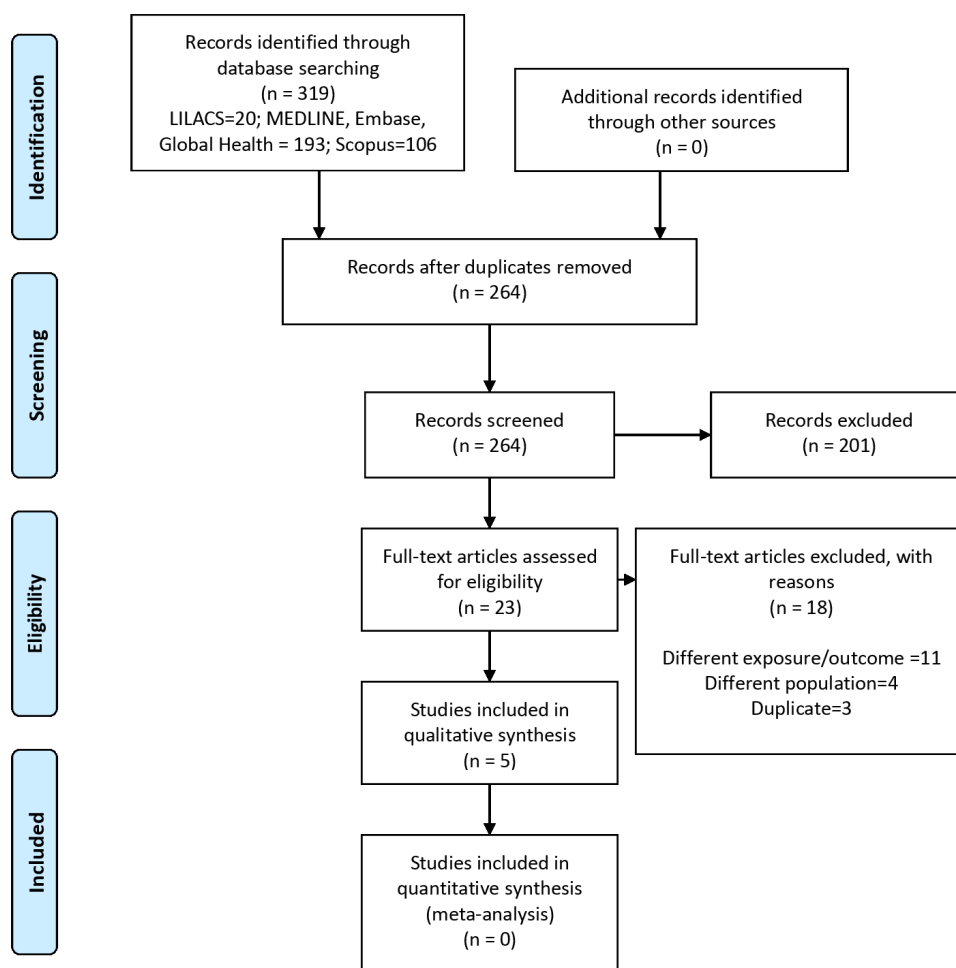 Identification
Records identified through
database searching
(n = 319)
LILACS=20; MEDLINE, Embase,
Global Health = 193; Scopus=106
Additional records identified
through other sources
(n = 0)
Records after duplicates removed
(n = 264)
Screening
Records screened
(n = 264)
Records excluded
(n = 201)
Eligibility
Full-text articles assessed
for eligibility
(n = 23)
Full-text articles excluded, with
reasons
(n = 18)
Different exposure/outcome =11
Different population=4
Duplicate=3
Studies included in
qualitative synthesis
(n = 5)
Included
Studies included in
quantitative synthesis
(meta-analysis)
(n = 0)